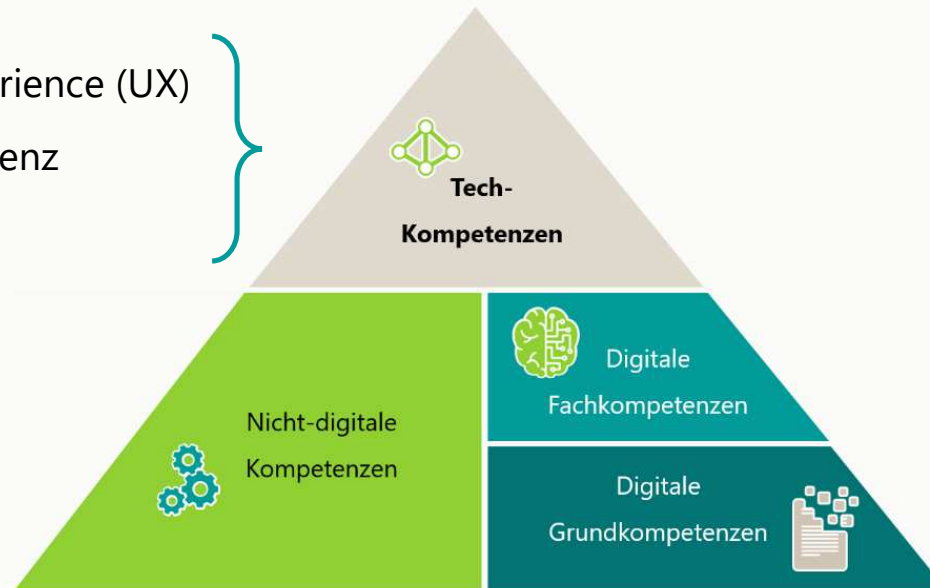 rience (UX)
enz
Tech-
Kompetenzen
Digitale
Fachkompetenzen
Nicht-digitale
Kompetenzen
Digitale
Grundkompetenzen